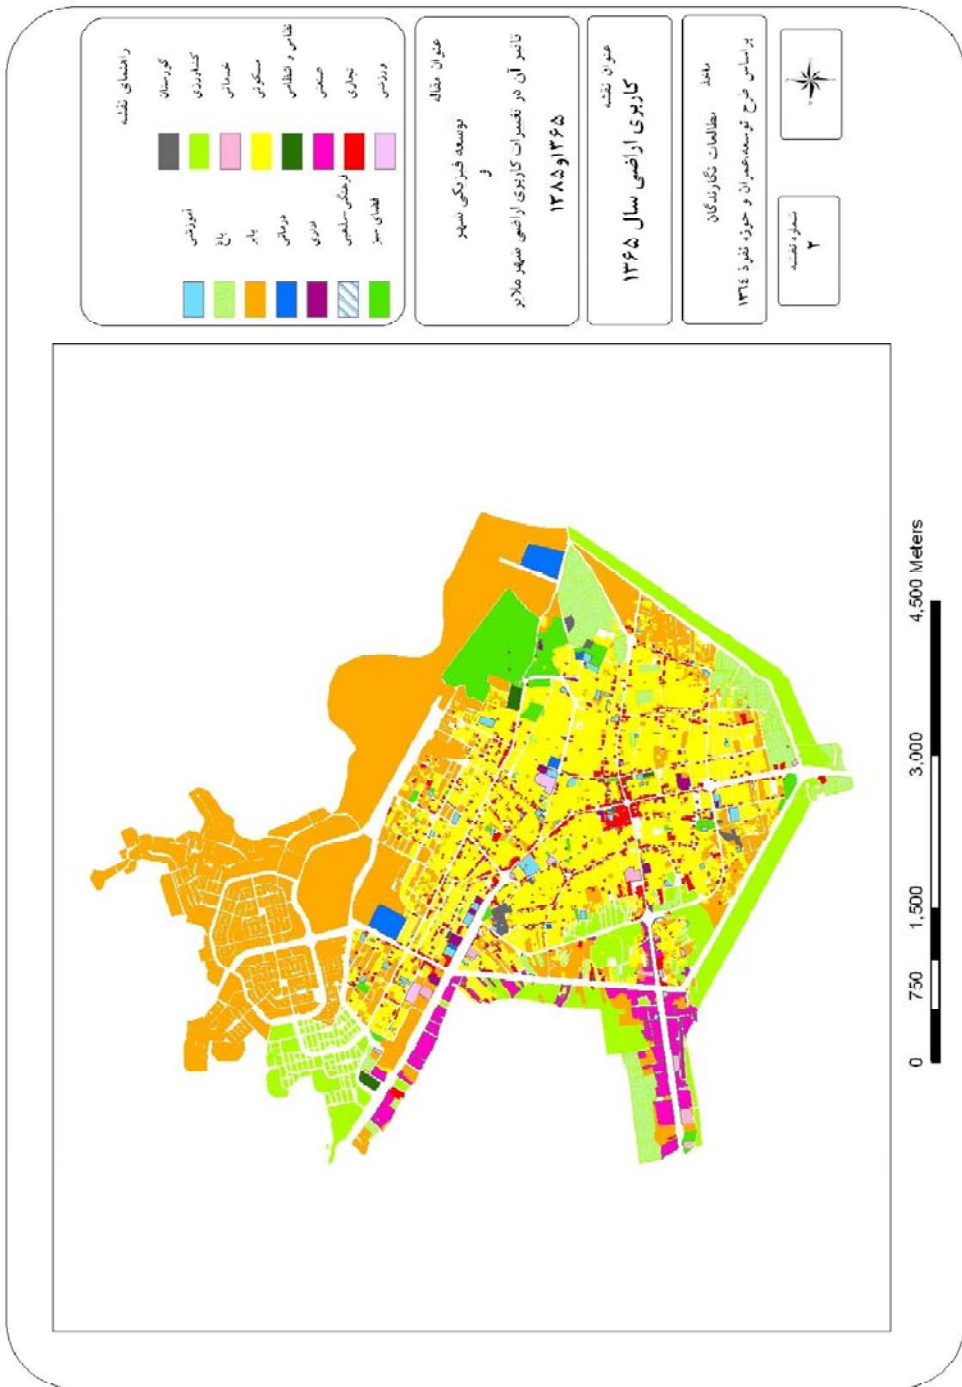 راهنمای نقشه
گورستان
کشاورزی
خدماتی
مسکونی
نظامی و انتظامی
صنعتی
تجاری
ورزشی
آموزشی
باغ
بایر
درمانی
اداری
فرهنگی-مذهبی
فضای سبز
عنوان مقاله
توسعه فیزیکی شهر
و
تاثیر آن در تغییرات کاربری اراضی شهر ملایر
۱۳۶۵و۱۳۸۵
عنوان نقشه
کاربری اراضی سال ۱۳۶۵
ماخذ
مطالعات نگارندگان
براساس طرح توسعه عمران و حوزه نفوذ ۱۳٦٤
شماره نقشه
۲
0 750 1,500 3,000 4,500 Meters